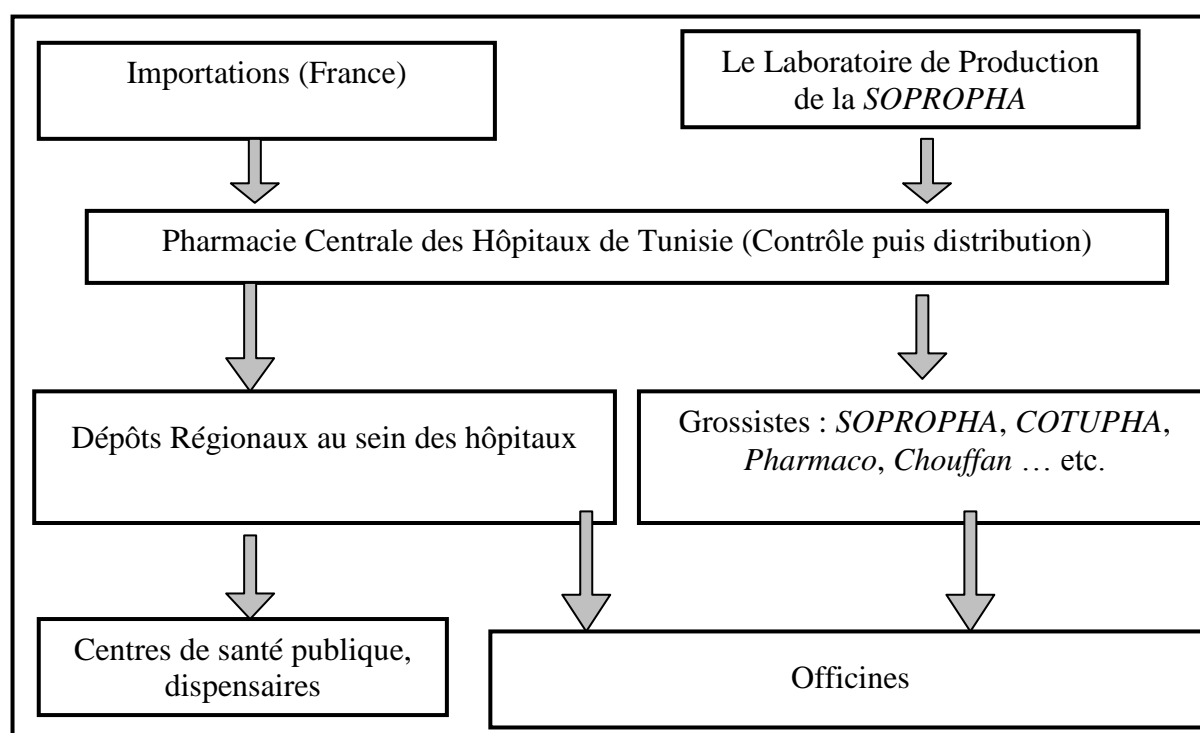 Importations (France)
Le Laboratoire de Production
de la SOPROPHA
Pharmacie Centrale des Hôpitaux de Tunisie (Contrôle puis distribution)
Dépôts Régionaux au sein des hôpitaux
Grossistes : SOPROPHA, COTUPHA,
Pharmaco, Chouffan … etc.
Centres de santé publique,
dispensaires
Officines